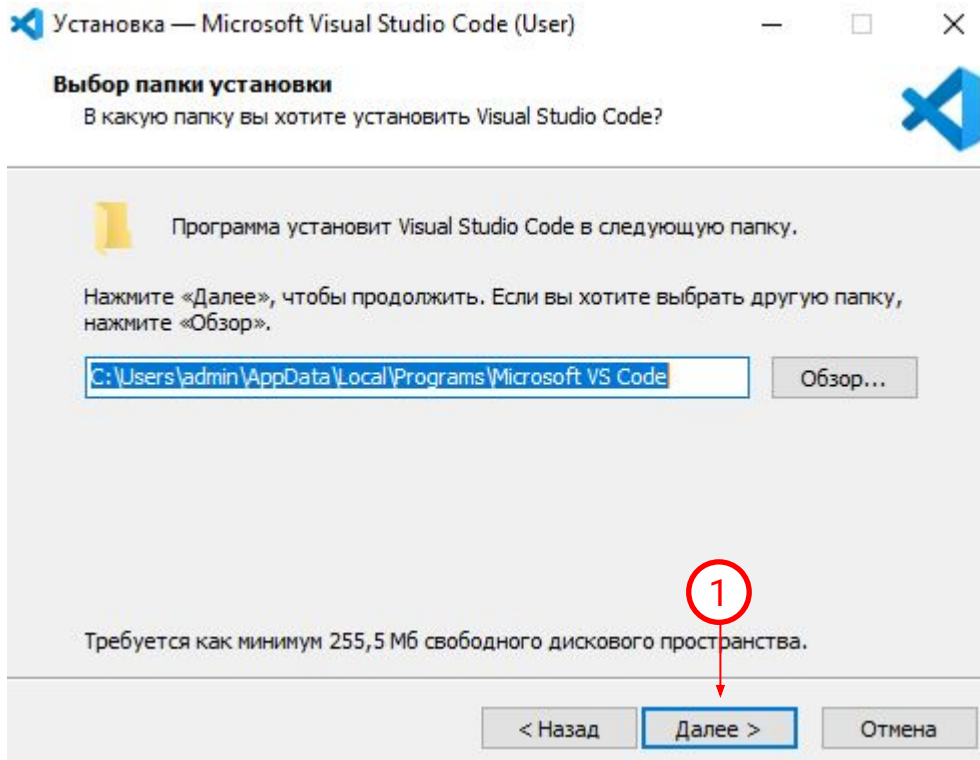 Установка — Microsoft Visual Studio Code (User)
Выбор папки установки
В какую папку вы хотите установить Visual Studio Code?
Программа установит Visual Studio Code в следующую папку.
Нажмите «Далее», чтобы продолжить. Если вы хотите выбрать другую папку,
нажмите «Обзор».
C:\Users\admin\AppData\Local\Programs\Microsoft VS Code
Обзор...
1
Требуется как минимум 255,5 Мб свободного дискового пространства.
< Назад
Далее >
Отмена